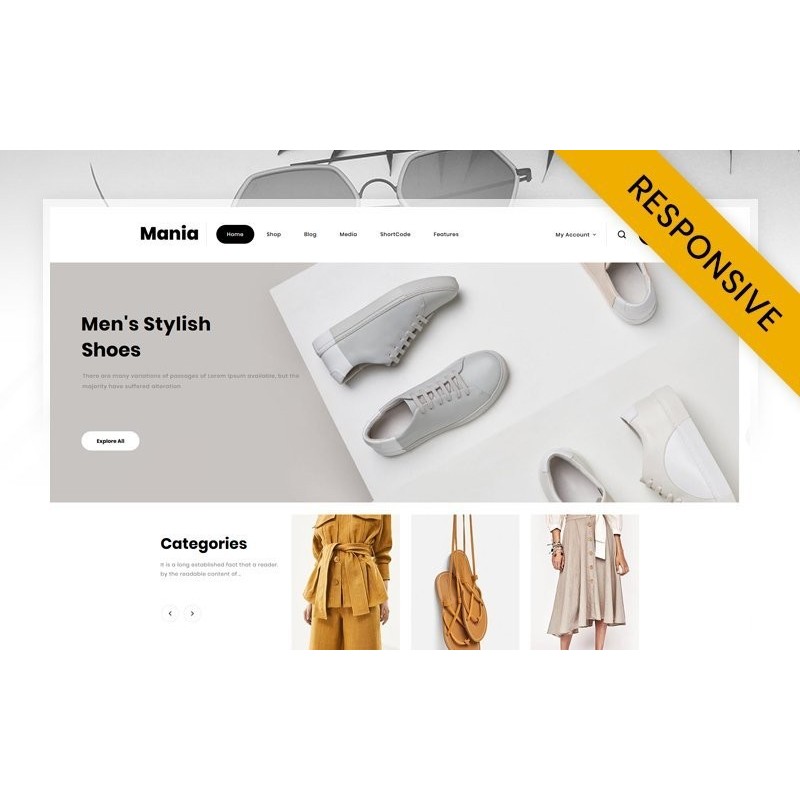 RESPONSIVE
Mania
Home
Shop
Blog
Media
ShortCode
Features
My Account
Men's Stylish
Shoes
There are many variations of passages of Lorem Ipsum available, but the
majority have suffered alteration.
Explore All
Categories
It is a long established fact that a reader.
by the readable content of...